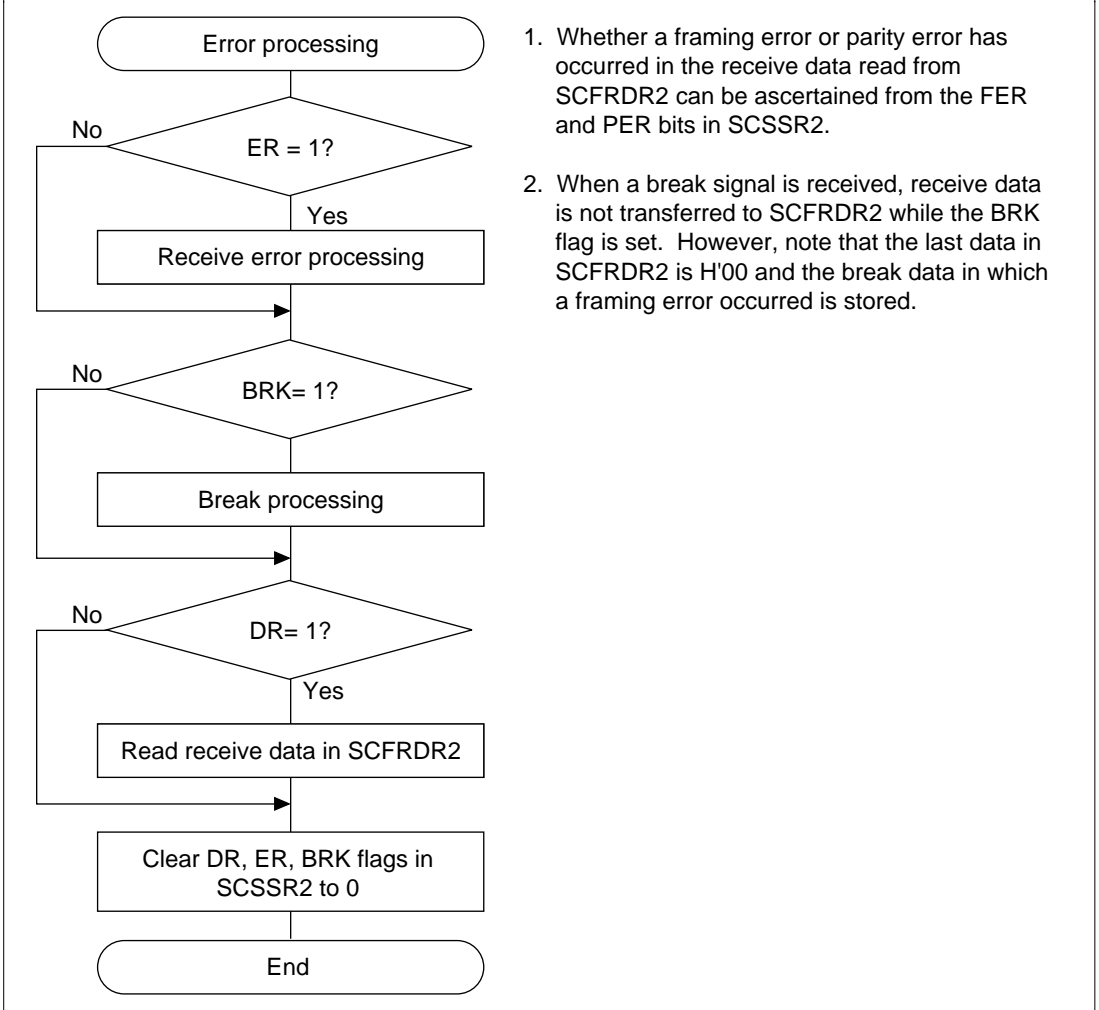 Error processing
No
ER = 1?
Yes
Receive error processing
No
BRK= 1?
Break processing
No
DR= 1?
Yes
Read receive data in SCFRDR2
Clear DR, ER, BRK flags in
SCSSR2 to 0
End
1. Whether a framing error or parity error has
occurred in the receive data read from
SCFRDR2 can be ascertained from the FER
and PER bits in SCSSR2.
2. When a break signal is received, receive data
is not transferred to SCFRDR2 while the BRK
flag is set. However, note that the last data in
SCFRDR2 is H'00 and the break data in which
a framing error occurred is stored.